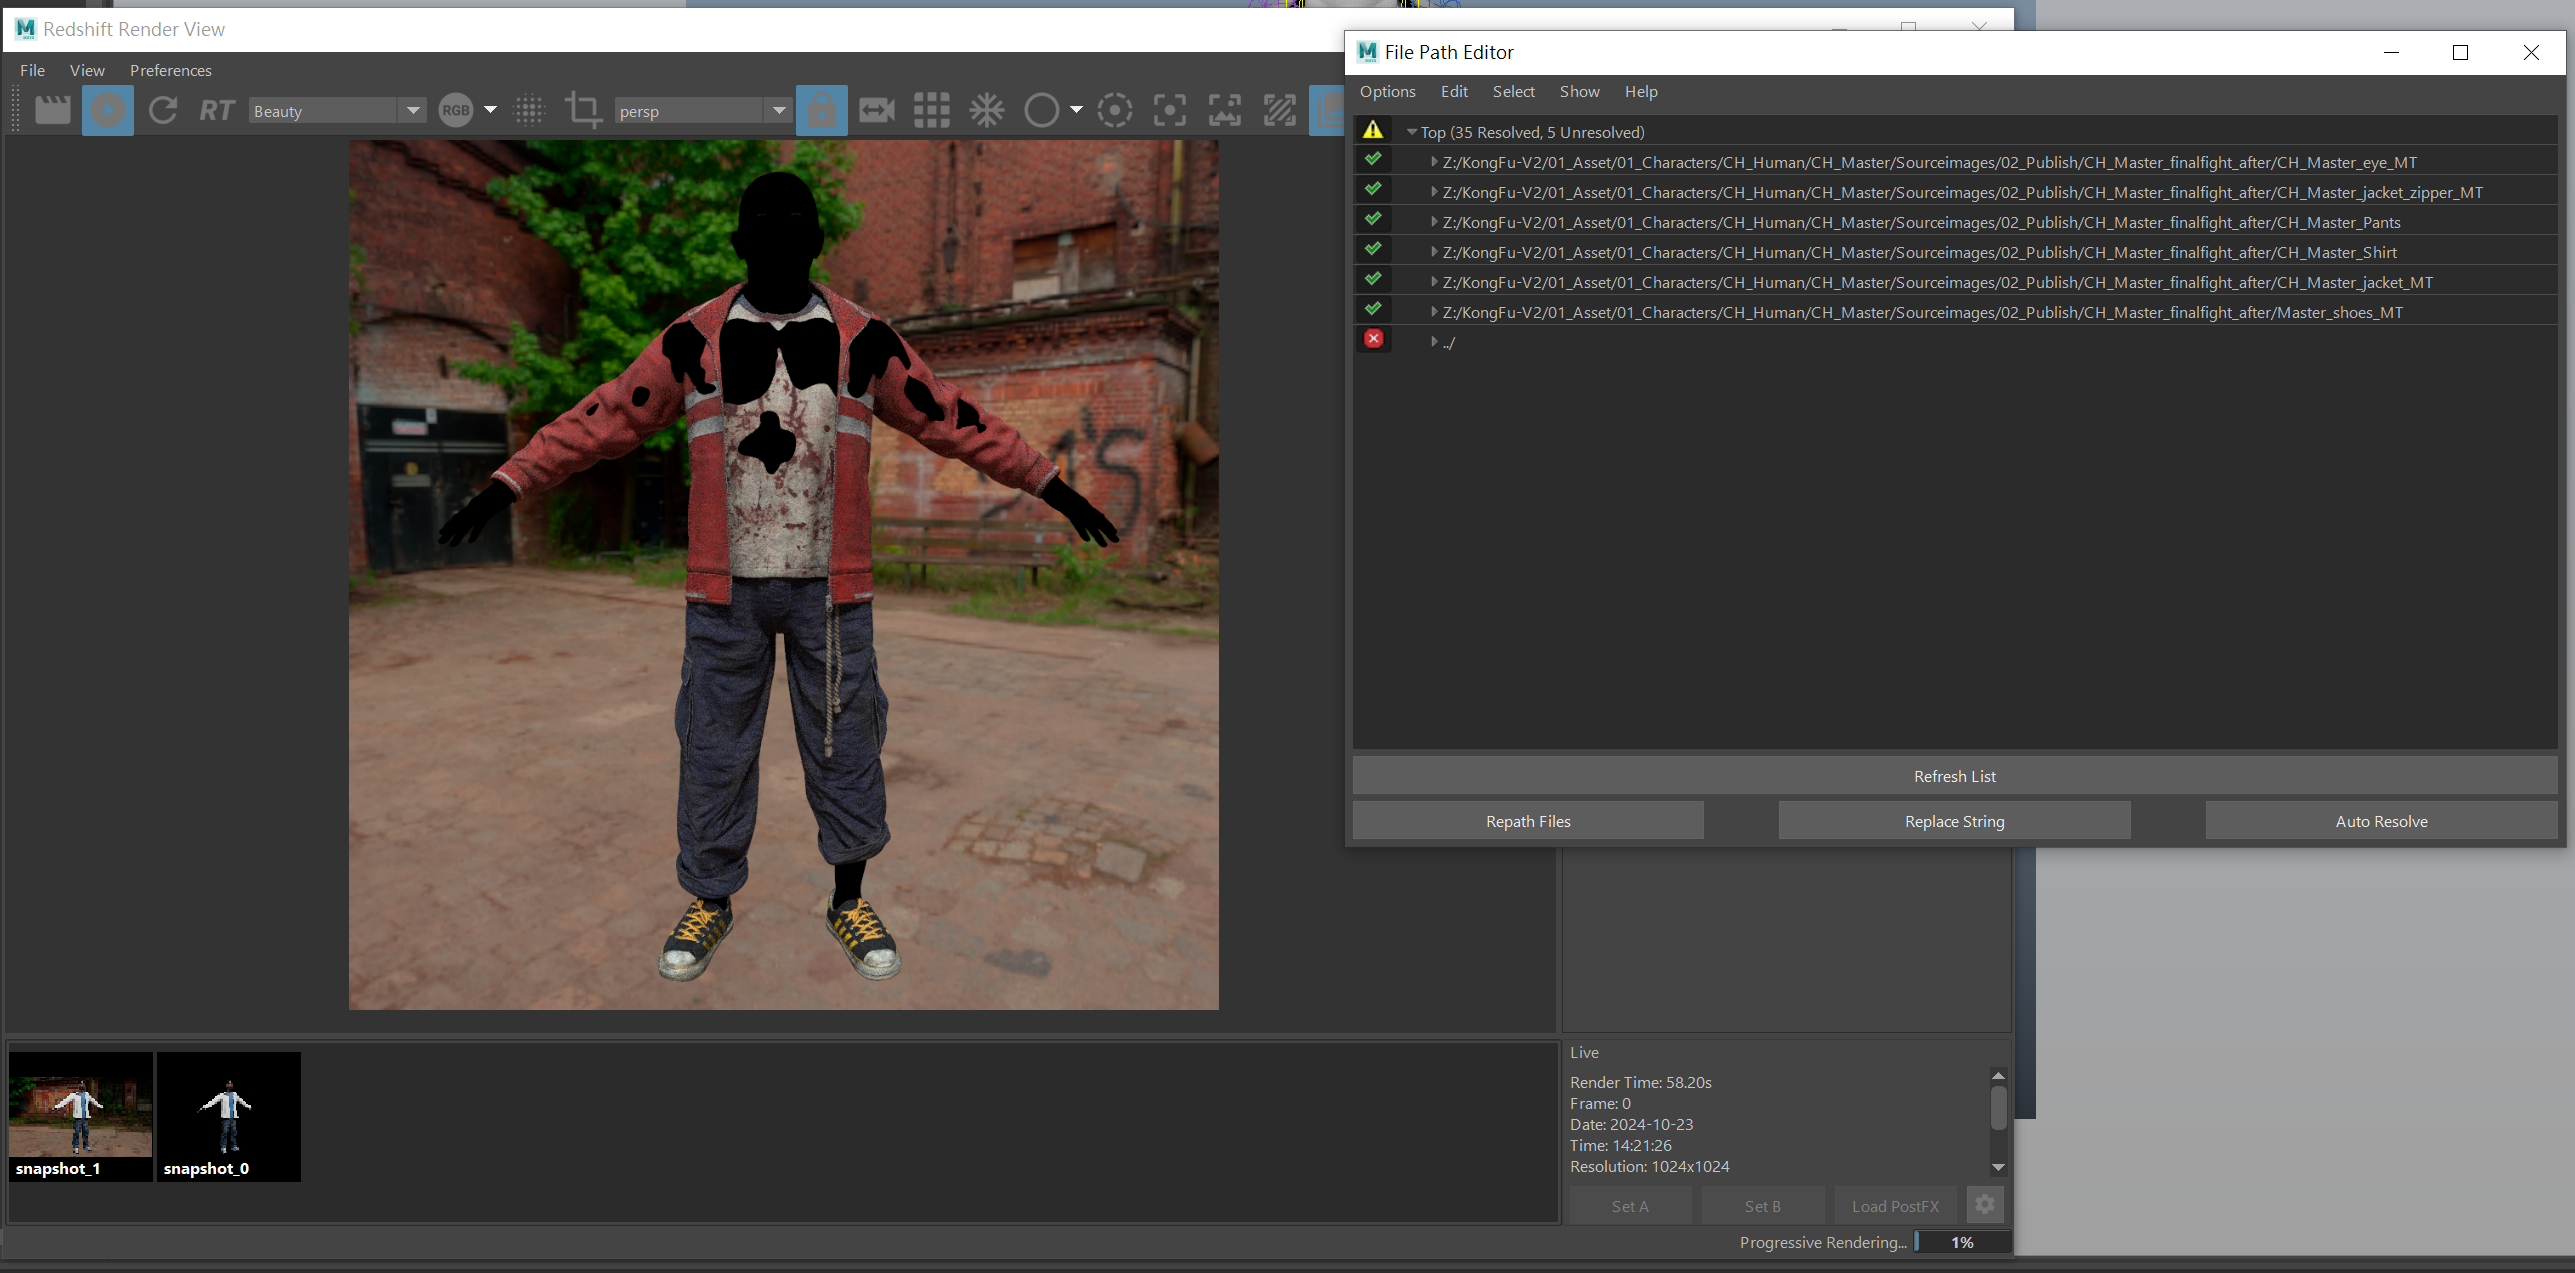 Redshift Render View
File View Preferences
RT Beauty RGB persp
snapshot_1 snapshot_0
Live
Render Time: 58.20s
Frame: 0
Date: 2024-10-23
Time: 14:21:26
Resolution: 1024x1024
Set A Set B Load PostFX
Progressive Rendering... 1%
File Path Editor
Options Edit Select Show Help
Top (35 Resolved, 5 Unresolved)
Z:/KongFu-V2/01_Asset/01_Characters/CH_Human/CH_Master/Sourceimages/02_Publish/CH_Master_finalfight_after/CH_Master_eye_MT
Z:/KongFu-V2/01_Asset/01_Characters/CH_Human/CH_Master/Sourceimages/02_Publish/CH_Master_finalfight_after/CH_Master_jacket_zipper_MT
Z:/KongFu-V2/01_Asset/01_Characters/CH_Human/CH_Master/Sourceimages/02_Publish/CH_Master_finalfight_after/CH_Master_Pants
Z:/KongFu-V2/01_Asset/01_Characters/CH_Human/CH_Master/Sourceimages/02_Publish/CH_Master_finalfight_after/CH_Master_Shirt
Z:/KongFu-V2/01_Asset/01_Characters/CH_Human/CH_Master/Sourceimages/02_Publish/CH_Master_finalfight_after/CH_Master_jacket_MT
Z:/KongFu-V2/01_Asset/01_Characters/CH_Human/CH_Master/Sourceimages/02_Publish/CH_Master_finalfight_after/Master_shoes_MT
../
Refresh List
Repath Files Replace String Auto Resolve